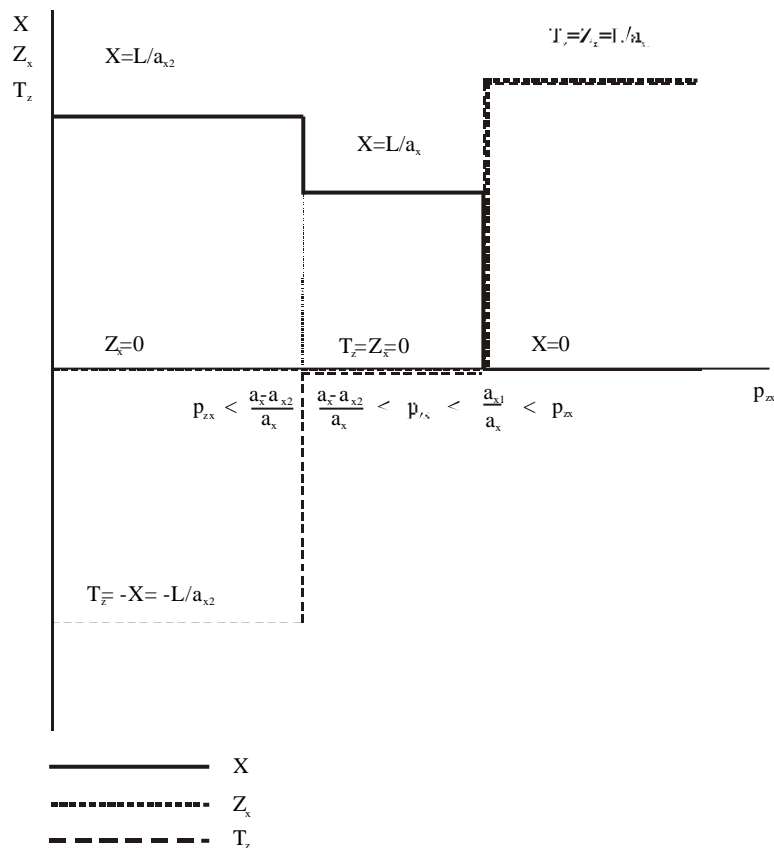 X
Z_x
T_z
X=L/a_x2
X=L/a_x
Z_x=0
T_z=Z_x=0
X=0
p_zx < (a_x-a_x2)/a_x
(a_x-a_x2)/a_x < < a_x1/a_x < p_zx
p_zx
T_z= -X= -L/a_x2
X
Z_x
T_z